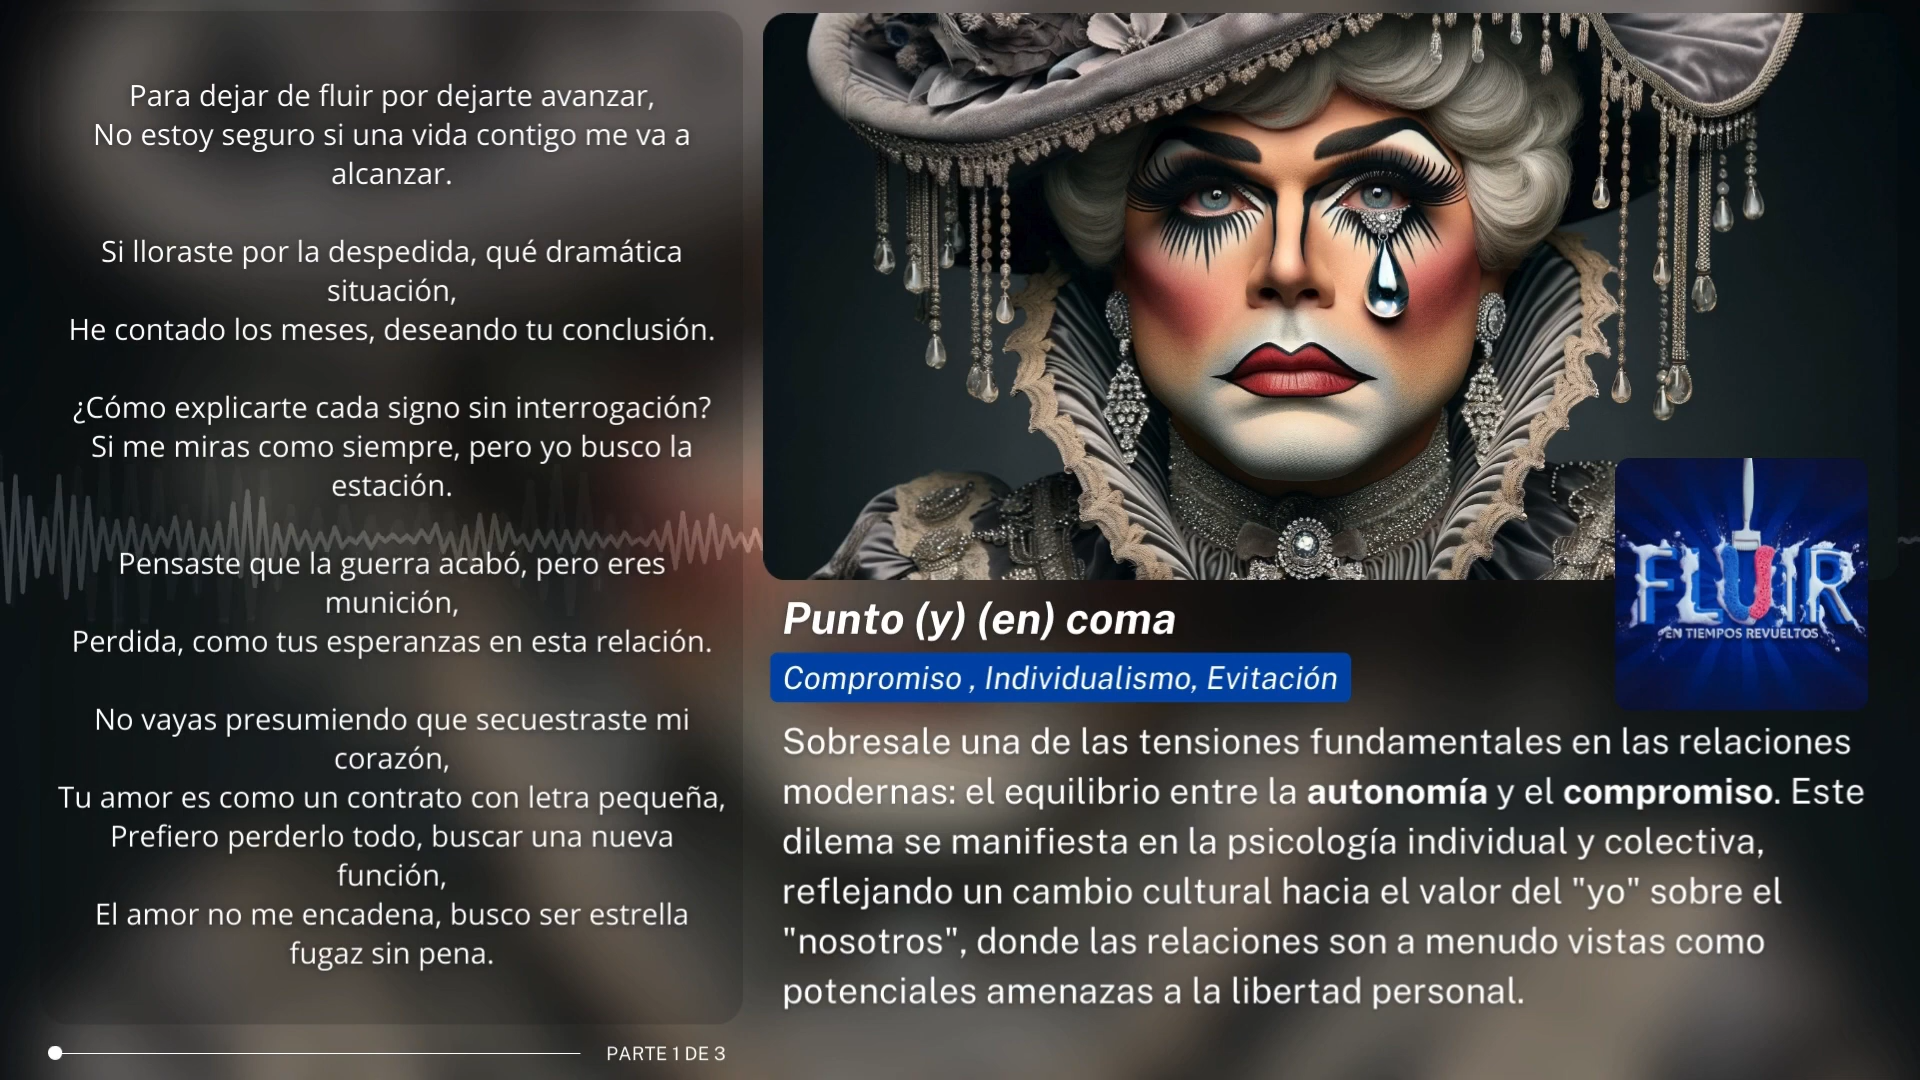 Para dejar de fluir por dejarte avanzar,
No estoy seguro si una vida contigo me va a
alcanzar.
Si lloraste por la despedida, qué dramática
situación,
He contado los meses, deseando tu conclusión.
¿Cómo explicarte cada signo sin interrogación?
Si me miras como siempre, pero yo busco la
estación.
Pensaste que la guerra acabó, pero eres
munición,
Perdida, como tus esperanzas en esta relación.
No vayas presumiendo que secuestraste mi
corazón,
Tu amor es como un contrato con letra pequeña,
Prefiero perderlo todo, buscar una nueva
función,
El amor no me encadena, busco ser estrella
fugaz sin pena.
PARTE 1 DE 3
FLUIR
EN TIEMPOS REVUELTOS
Punto (y) (en) coma
Compromiso , Individualismo, Evitación
Sobresale una de las tensiones fundamentales en las relaciones
modernas: el equilibrio entre la autonomía y el compromiso. Este
dilema se manifiesta en la psicología individual y colectiva,
reflejando un cambio cultural hacia el valor del "yo" sobre el
"nosotros", donde las relaciones son a menudo vistas como
potenciales amenazas a la libertad personal.